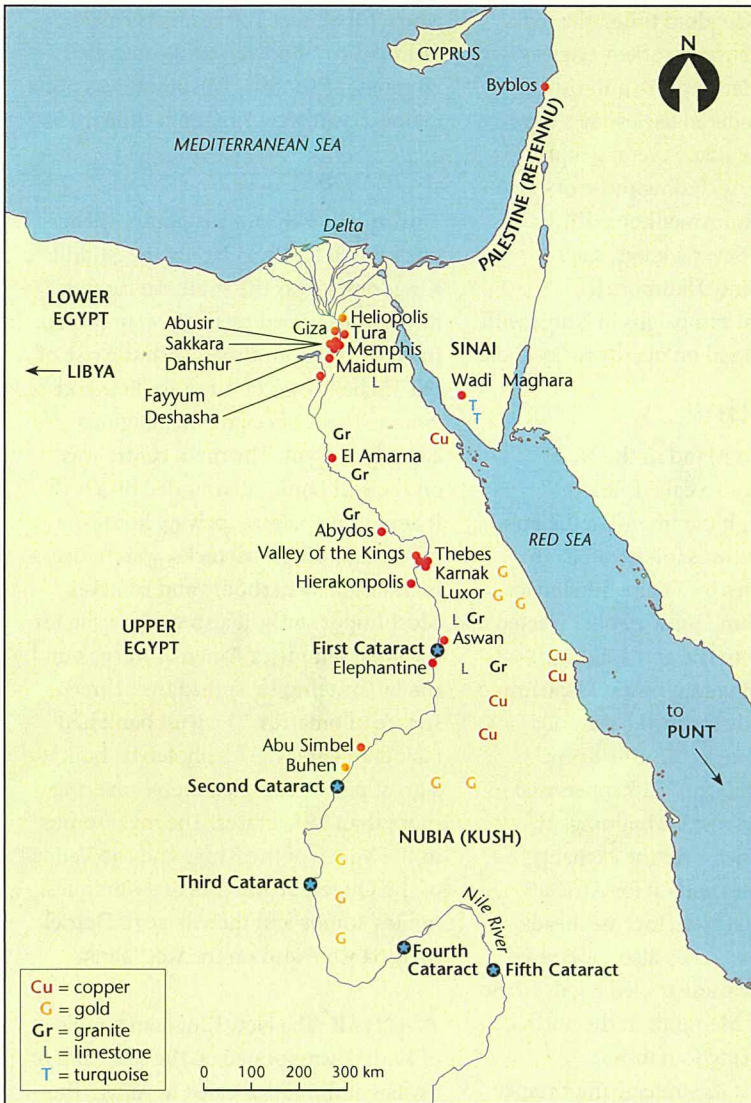 CYPRUS
N
Byblos
MEDITERRANEAN SEA
PALESTINE (RETENNU)
Delta
LOWER
EGYPT
Heliopolis
Giza
Tura
Abusir
Sakkara
Dahshur
Memphis
Maidum
SINAI
LIBYA
L
Wadi Maghara
Fayyum
Deshasha
T
T
Gr
Cu
El Amarna
Gr
Gr
Abydos
RED SEA
Valley of the Kings
Thebes
Karnak
G
Hierakonpolis
Luxor
G
G
L Gr
UPPER
EGYPT
Aswan
First Cataract
Elephantine
L Gr
Cu
Cu
Cu
to
PUNT
Cu
Abu Simbel
Buhen
Second Cataract
G G
NUBIA (KUSH)
G
Third Cataract
G
Nile River
G
Fourth
Cataract
Fifth Cataract
Cu = copper
G = gold
Gr = granite
L = limestone
T = turquoise
0 100 200 300 km